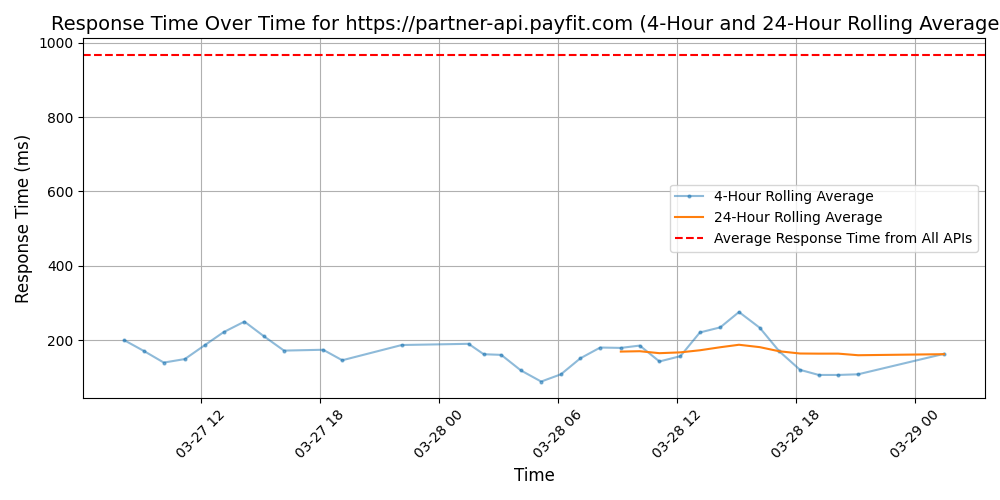 Response Time Over Time for https://partner-api.payfit.com (4-Hour and 24-Hour Rolling Average
1000
800
600
400
200
Response Time (ms)
4-Hour Rolling Average
24-Hour Rolling Average
Average Response Time from All APIs
03-27 12
03-27 18
03-28 00
03-28 06
03-28 12
03-28 18
03-29 00
Time